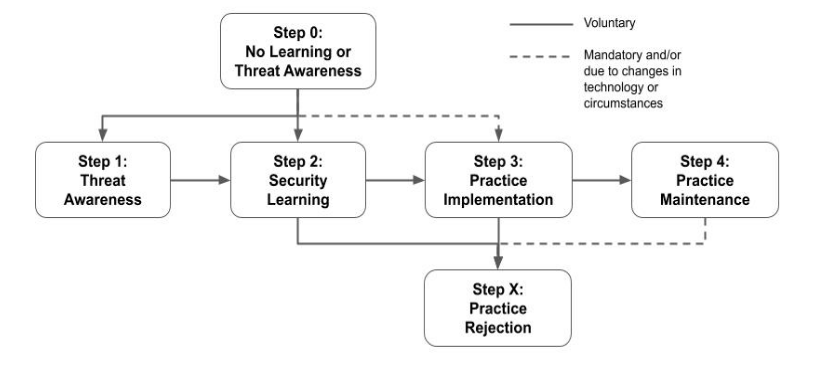 Step 0:
No Learning or
Threat Awareness
Voluntary
Mandatory and/or
due to changes in
technology or
circumstances
Step 1:
Threat
Awareness
Step 2:
Security
Learning
Step 3:
Practice
Implementation
Step 4:
Practice
Maintenance
Step X:
Practice
Rejection